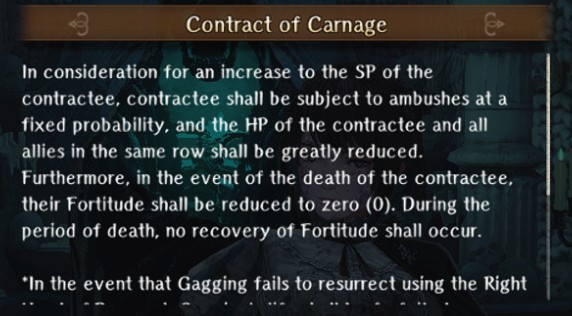 Contract of Carnage
In consideration for an increase to the SP of the
contractee, contractee shall be subject to ambushes at a
fixed probability, and the HP of the contractee and all
allies in the same row shall be greatly reduced.
Furthermore, in the event of the death of the contractee,
their Fortitude shall be reduced to zero (0). During the
period of death, no recovery of Fortitude shall occur.
*In the event that Gagging fails to resurrect using the Right